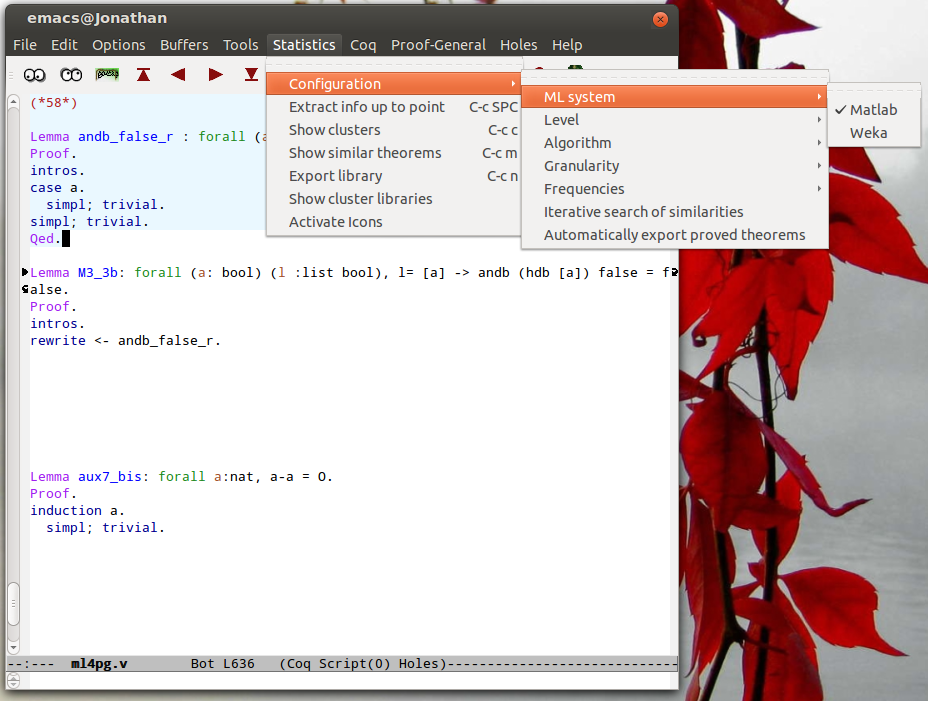 emacs@Jonathan
File Edit Options Buffers Tools Statistics Coq Proof-General Holes Help
Configuration
Extract info up to point C-c SPC
Show clusters C-c c
Show similar theorems C-c m
Export library C-c n
Show cluster libraries
Activate Icons
ML system
Level
Algorithm
Granularity
Frequencies
Iterative search of similarities
Automatically export proved theorems
✓ Matlab
Weka
(*58*)
Lemma andb_false_r : forall (a
Proof.
intros.
case a.
simpl; trivial.
simpl; trivial.
Qed.
Lemma M3_3b: forall (a: bool) (l :list bool), l= [a] -> andb (hdb [a]) false = f
alse.
Proof.
intros.
rewrite <- andb_false_r.
Lemma aux7_bis: forall a:nat, a-a = O.
Proof.
induction a.
simpl; trivial.
--:--- ml4pg.v Bot L636 (Coq Script(0) Holes)-----------------------------